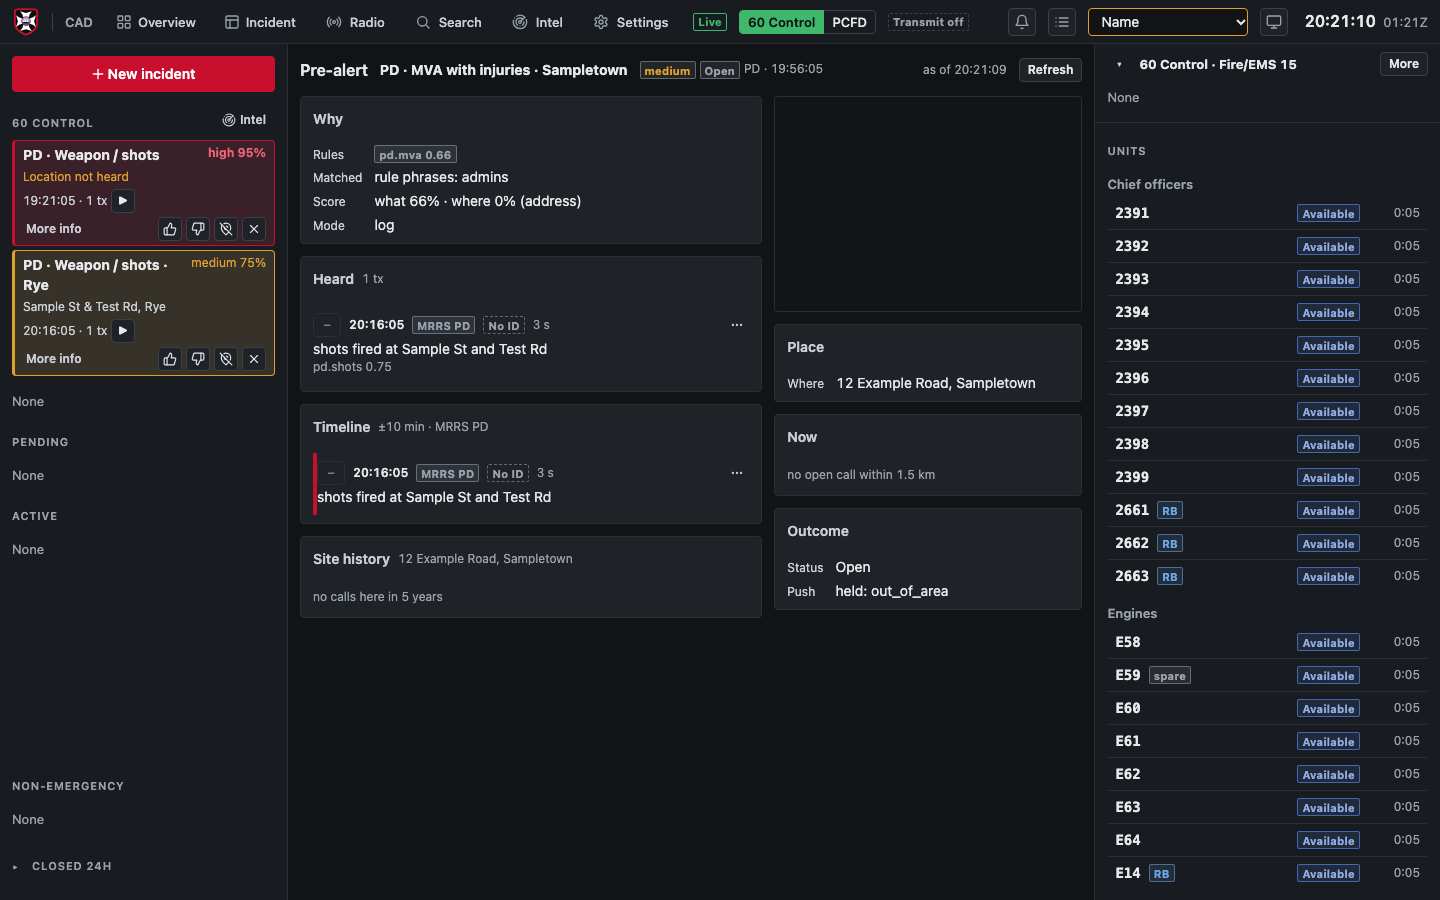 CAD Overview Incident Radio Search Intel Settings Live 60 Control PCFD Transmit off Name 20:21:10 01:21Z
+ New incident
60 CONTROL Intel
PD · Weapon / shots high 95%
Location not heard
19:21:05 · 1 tx
More info
PD · Weapon / shots · Rye medium 75%
Sample St & Test Rd, Rye
20:16:05 · 1 tx
More info
None
PENDING
None
ACTIVE
None
NON-EMERGENCY
None
CLOSED 24H
Pre-alert PD · MVA with injuries · Sampletown medium Open PD · 19:56:05 as of 20:21:09 Refresh
Why
Rules pd.mva 0.66
Matched rule phrases: admins
Score what 66% · where 0% (address)
Mode log
Heard 1 tx
– 20:16:05 MRRS PD No ID 3 s ...
shots fired at Sample St and Test Rd
pd.shots 0.75
Timeline ±10 min · MRRS PD
– 20:16:05 MRRS PD No ID 3 s ...
shots fired at Sample St and Test Rd
Site history 12 Example Road, Sampletown
no calls here in 5 years
Place
Where 12 Example Road, Sampletown
Now
no open call within 1.5 km
Outcome
Status Open
Push held: out_of_area
60 Control · Fire/EMS 15 More
None
UNITS
Chief officers
2391 Available 0:05
2392 Available 0:05
2393 Available 0:05
2394 Available 0:05
2395 Available 0:05
2396 Available 0:05
2397 Available 0:05
2398 Available 0:05
2399 Available 0:05
2661 RB Available 0:05
2662 RB Available 0:05
2663 RB Available 0:05
Engines
E58 Available 0:05
E59 spare Available 0:05
E60 Available 0:05
E61 Available 0:05
E62 Available 0:05
E63 Available 0:05
E64 Available 0:05
E14 RB Available 0:05